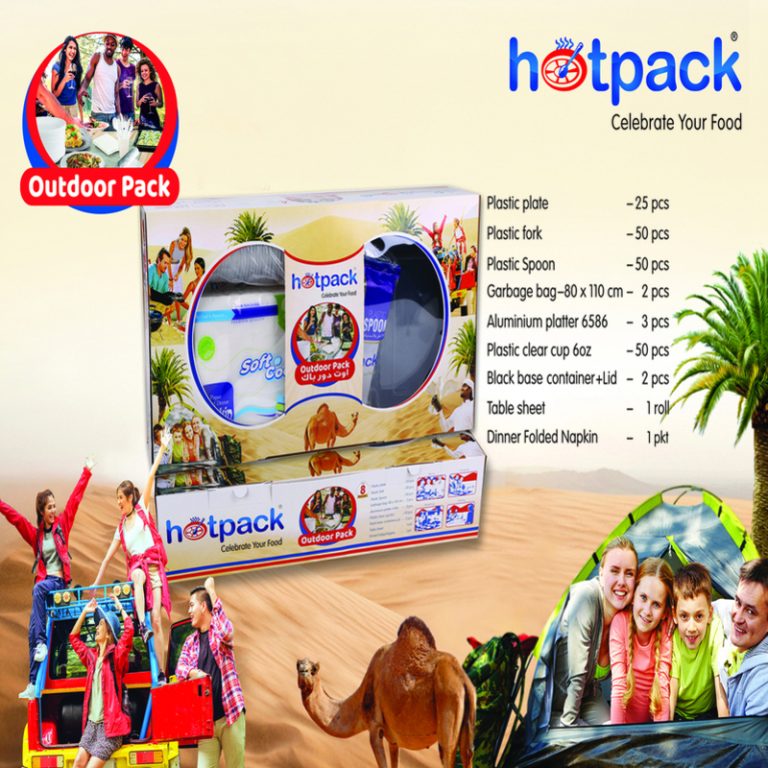 Outdoor Pack
hotpack®
Celebrate Your Food
Plastic plate – 25 pcs
Plastic fork – 50 pcs
Plastic Spoon – 50 pcs
Garbage bag–80 x 110 cm – 2 pcs
Aluminium platter 6586 – 3 pcs
Plastic clear cup 6oz – 50 pcs
Black base container+Lid – 2 pcs
Table sheet – 1 roll
Dinner Folded Napkin – 1 pkt
hotpack
Celebrate Your Food
Soft
SPOON
Outdoor Pack
اوت دور باك
hotpack
Celebrate Your Food
Outdoor Pack